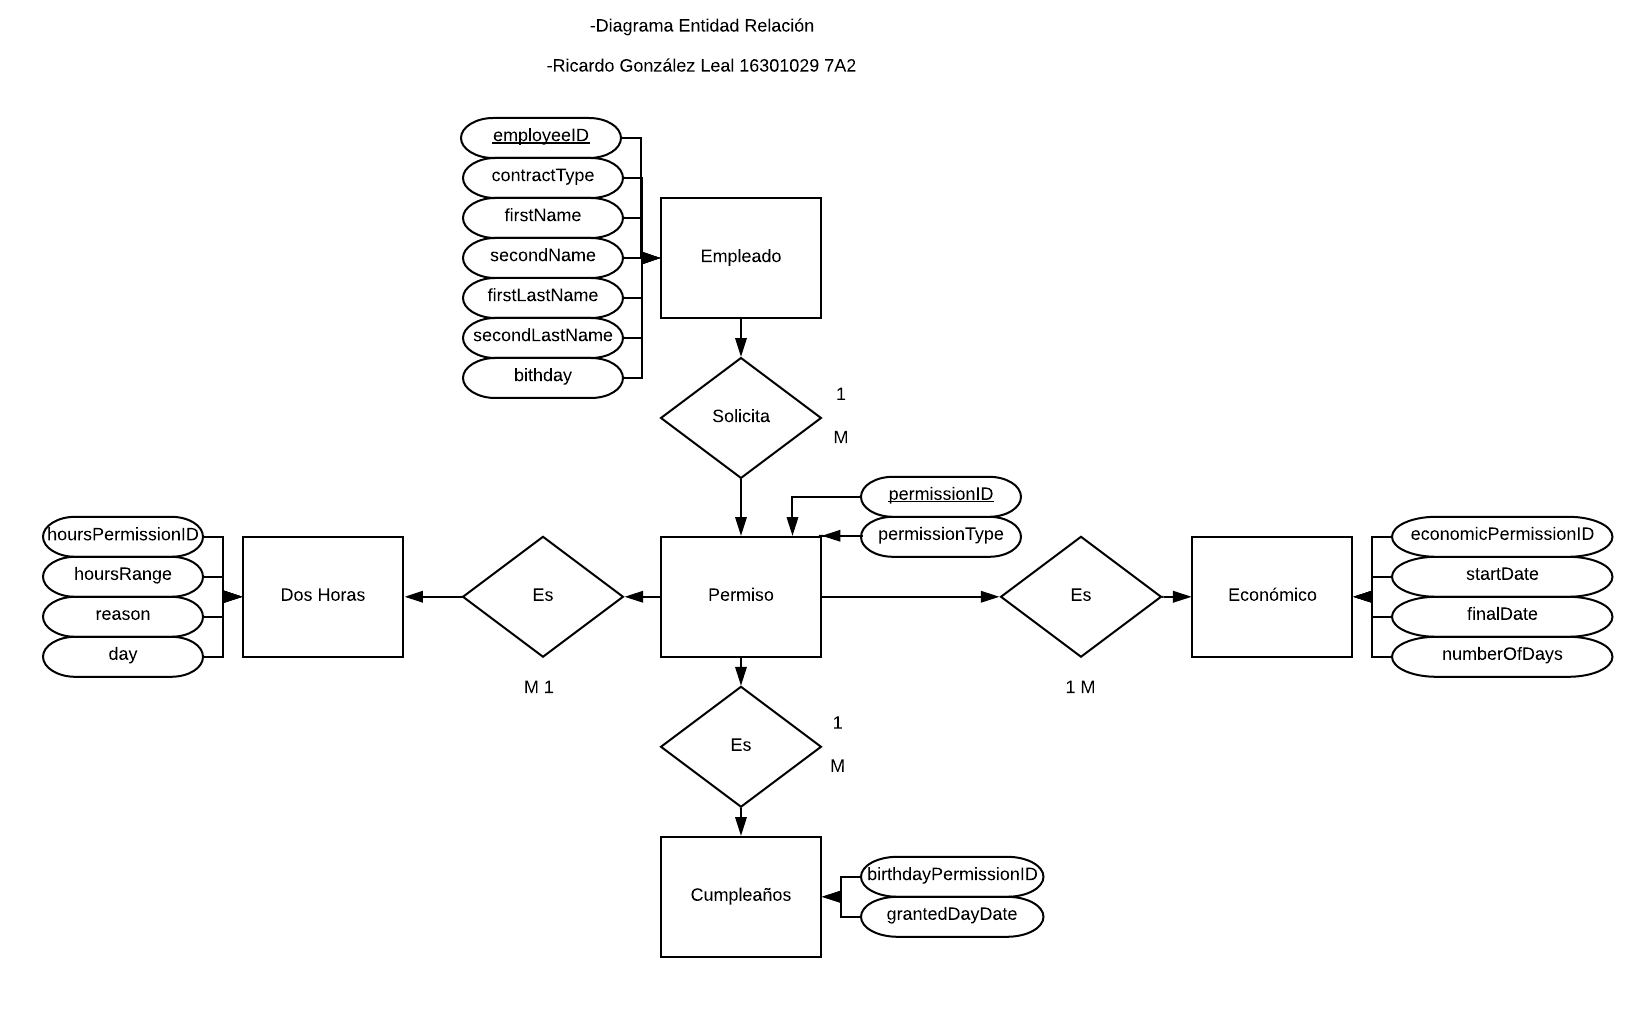 -Diagrama Entidad Relación
-Ricardo González Leal 16301029 7A2
employeeID
contractType
firstName
secondName
firstLastName
secondLastName
bithday
Empleado
Solicita
1
M
permissionID
permissionType
hoursPermissionID
hoursRange
reason
day
Dos Horas
Es
M 1
Permiso
Es
1 M
Económico
economicPermissionID
startDate
finalDate
numberOfDays
Es
1
M
Cumpleaños
birthdayPermissionID
grantedDayDate